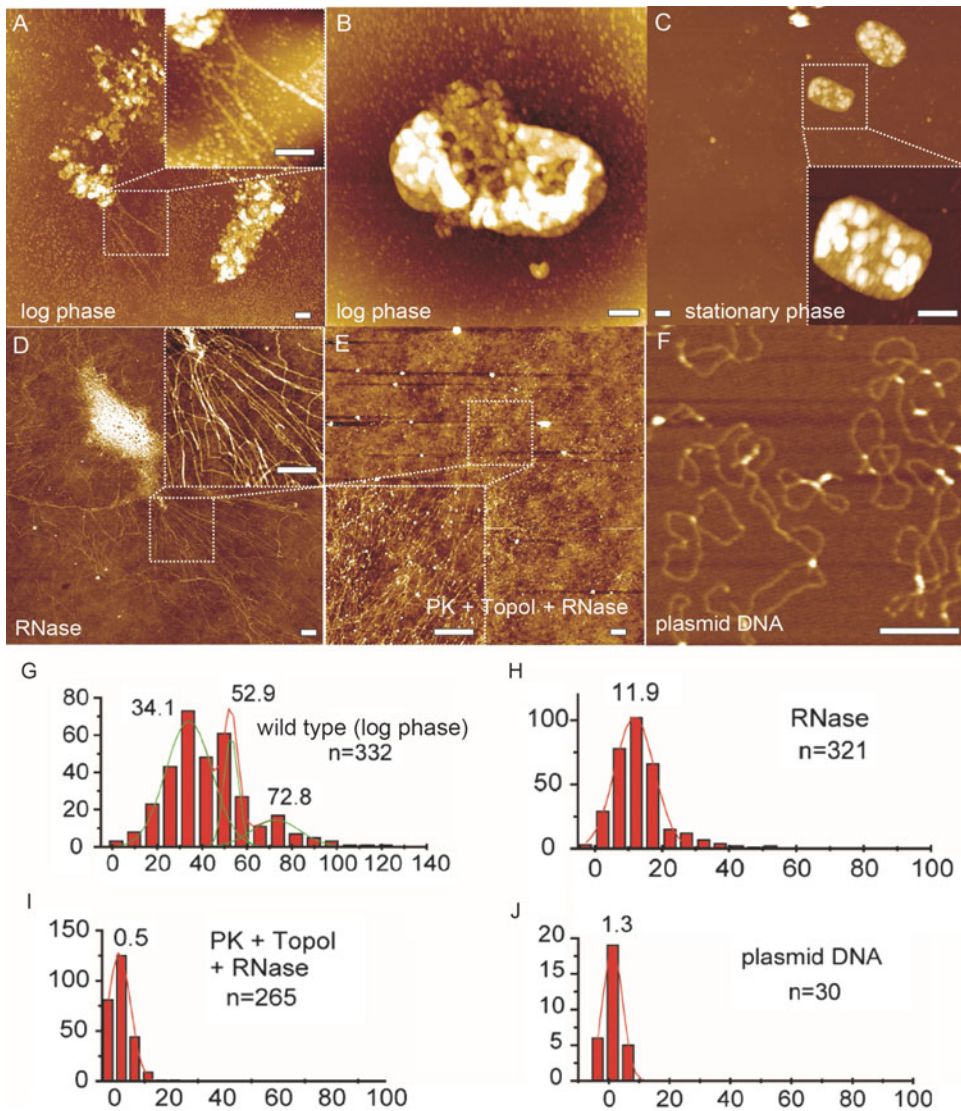 A
log phase
B
log phase
C
stationary phase
D
RNase
E
PK + TopoI + RNase
F
plasmid DNA
G
80
60
40
20
0
34.1
52.9
72.8
wild type (log phase)
n=332
0 20 40 60 80 100 120 140
H
100
50
0
11.9
RNase
n=321
0 20 40 60 80 100
I
150
125
100
75
50
25
0
0.5
PK + TopoI
+ RNase
n=265
0 20 40 60 80 100
J
20
15
10
5
0
1.3
plasmid DNA
n=30
0 20 40 60 80 100